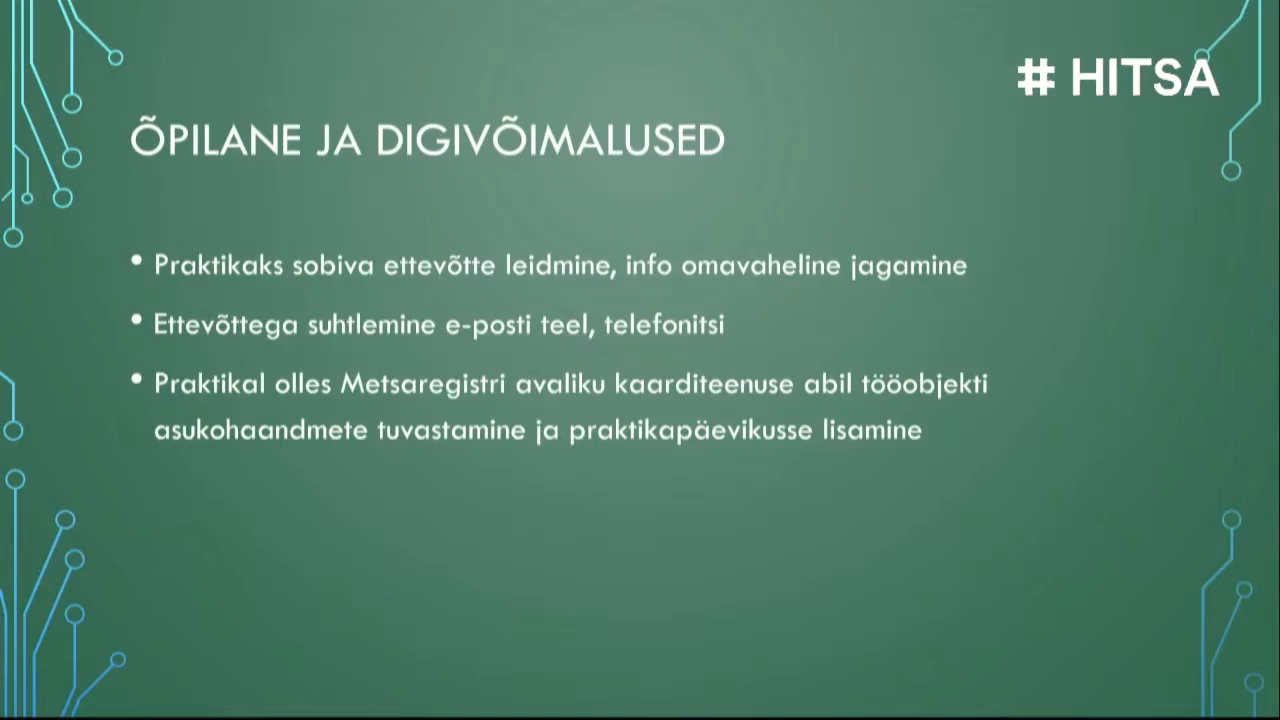 # HITSA
ÕPILANE JA DIGIVÕIMALUSED
• Praktikaks sobiva ettevõtte leidmine, info omavaheline jagamine
• Ettevõttega suhtlemine e-posti teel, telefonitsi
• Praktikal olles Metsaregistri avaliku kaarditeenuse abil tööobjekti
asukohaandmete tuvastamine ja praktikapäevikusse lisamine